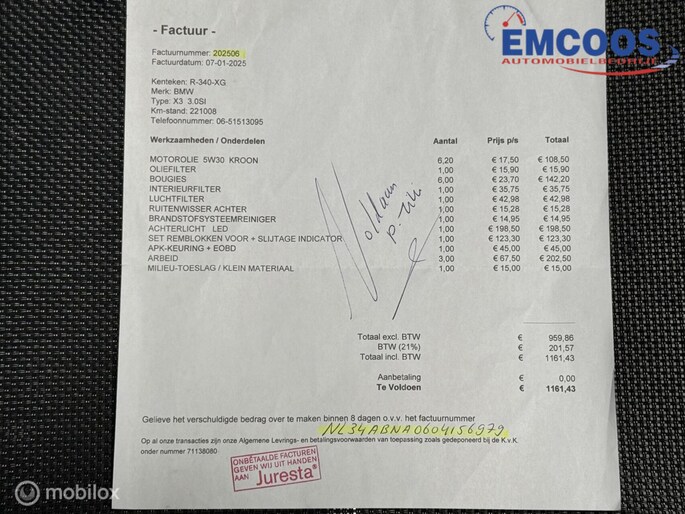 - Factuur -
EMCOOS
AUTOMOBIELBEDRIJF
Factuurnummer: 202506
Factuurdatum: 07-01-2025
Kenteken: R-340-XG
Merk: BMW
Type: X3 3.0SI
Km-stand: 221008
Telefoonnummer: 06-51513095
Werkzaamheden / Onderdelen Aantal Prijs p/s Totaal
MOTOROLIE 5W30 KROON 6,20 € 17,50 € 108,50
OLIEFILTER 1,00 € 15,90 € 15,90
BOUGIES 6,00 € 23,70 € 142,20
INTERIEURFILTER 1,00 € 35,75 € 35,75
LUCHTFILTER 1,00 € 42,98 € 42,98
RUITENWISSER ACHTER 1,00 € 15,28 € 15,28
BRANDSTOFSYSTEEMREINIGER 1,00 € 14,95 € 14,95
ACHTERLICHT LED 1,00 € 198,50 € 198,50
SET REMBLOKKEN VOOR + SLIJTAGE INDICATOR 1,00 € 123,30 € 123,30
APK-KEURING + EOBD 1,00 € 45,00 € 45,00
ARBEID 3,00 € 67,50 € 202,50
MILIEU-TOESLAG / KLEIN MATERIAAL 1,00 € 15,00 € 15,00
Voldaan
Totaal excl. BTW € 959,86
BTW (21%) € 201,57
Totaal incl. BTW € 1161,43
Aanbetaling € 0,00
Te Voldoen € 1161,43
Gelieve het verschuldigde bedrag over te maken binnen 8 dagen o.v.v. het factuurnummer
NL34ABNA0604156979
Op al onze transacties zijn onze Algemene Levrings- en betalingsvoorwaarden van toepassing zoals gedeponeerd bij de K.v.K.
onder nummer 71138080
ONBETAALDE FACTUREN
GEVEN WIJ UIT HANDEN
AAN Juresta®
mobilox